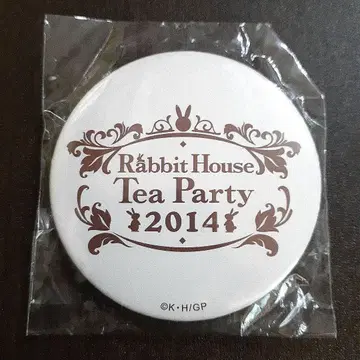 Rabbit House
Tea Party
2014
©K・H/GP